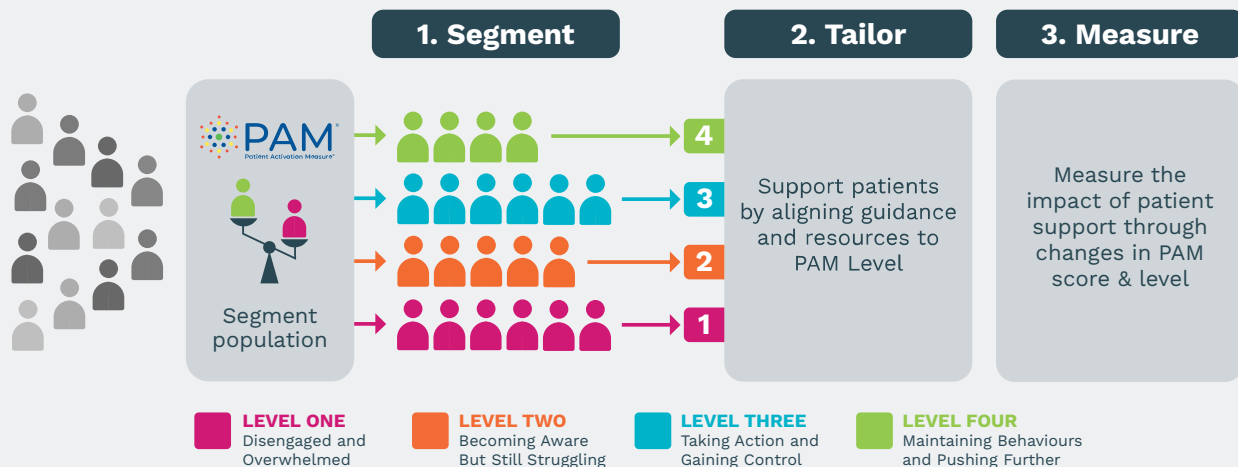 1. Segment
2. Tailor
3. Measure
PAM®
Patient Activation Measure®
Segment
population
4
3
2
1
Support patients
by aligning guidance
and resources to
PAM Level
Measure the
impact of patient
support through
changes in PAM
score & level
LEVEL ONE
Disengaged and
Overwhelmed
LEVEL TWO
Becoming Aware
But Still Struggling
LEVEL THREE
Taking Action and
Gaining Control
LEVEL FOUR
Maintaining Behaviours
and Pushing Further